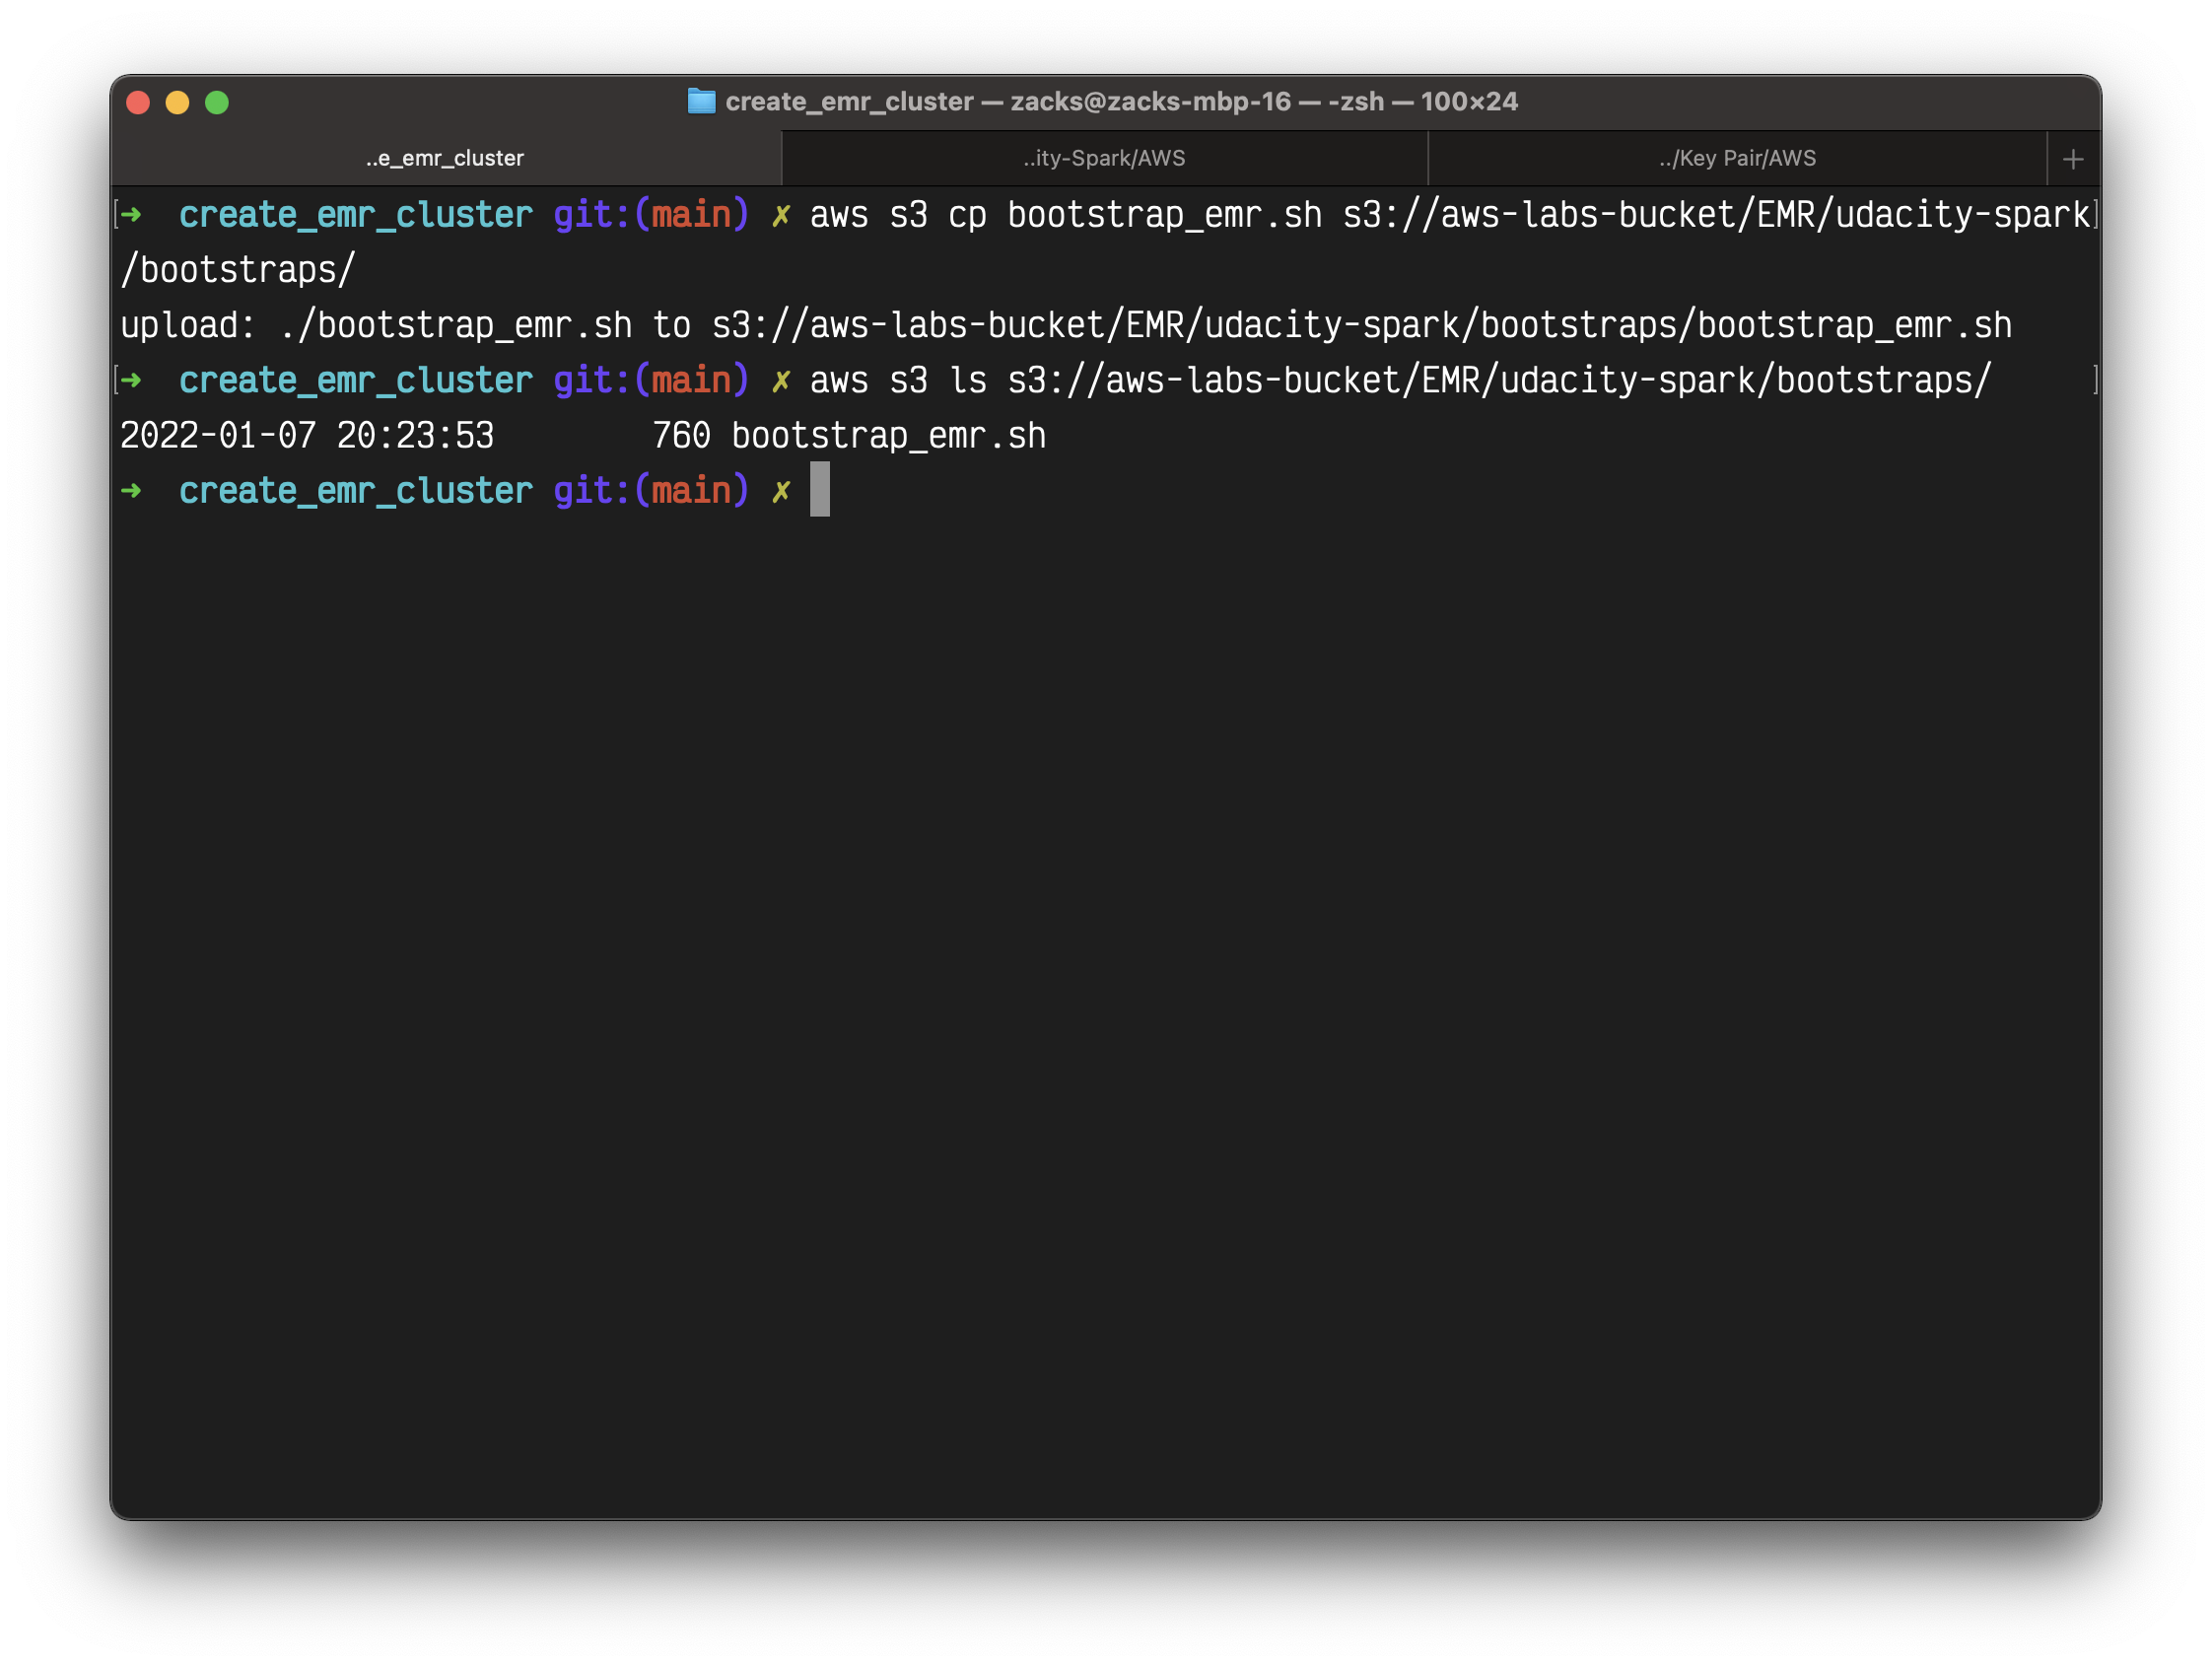 create_emr_cluster — zacks@zacks-mbp-16 — -zsh — 100×24
..e_emr_cluster ..ity-Spark/AWS ../Key Pair/AWS +
[➜  create_emr_cluster git:(main) ✗ aws s3 cp bootstrap_emr.sh s3://aws-labs-bucket/EMR/udacity-spark]
/bootstraps/
upload: ./bootstrap_emr.sh to s3://aws-labs-bucket/EMR/udacity-spark/bootstraps/bootstrap_emr.sh
[➜  create_emr_cluster git:(main) ✗ aws s3 ls s3://aws-labs-bucket/EMR/udacity-spark/bootstraps/     ]
2022-01-07 20:23:53        760 bootstrap_emr.sh
➜  create_emr_cluster git:(main) ✗